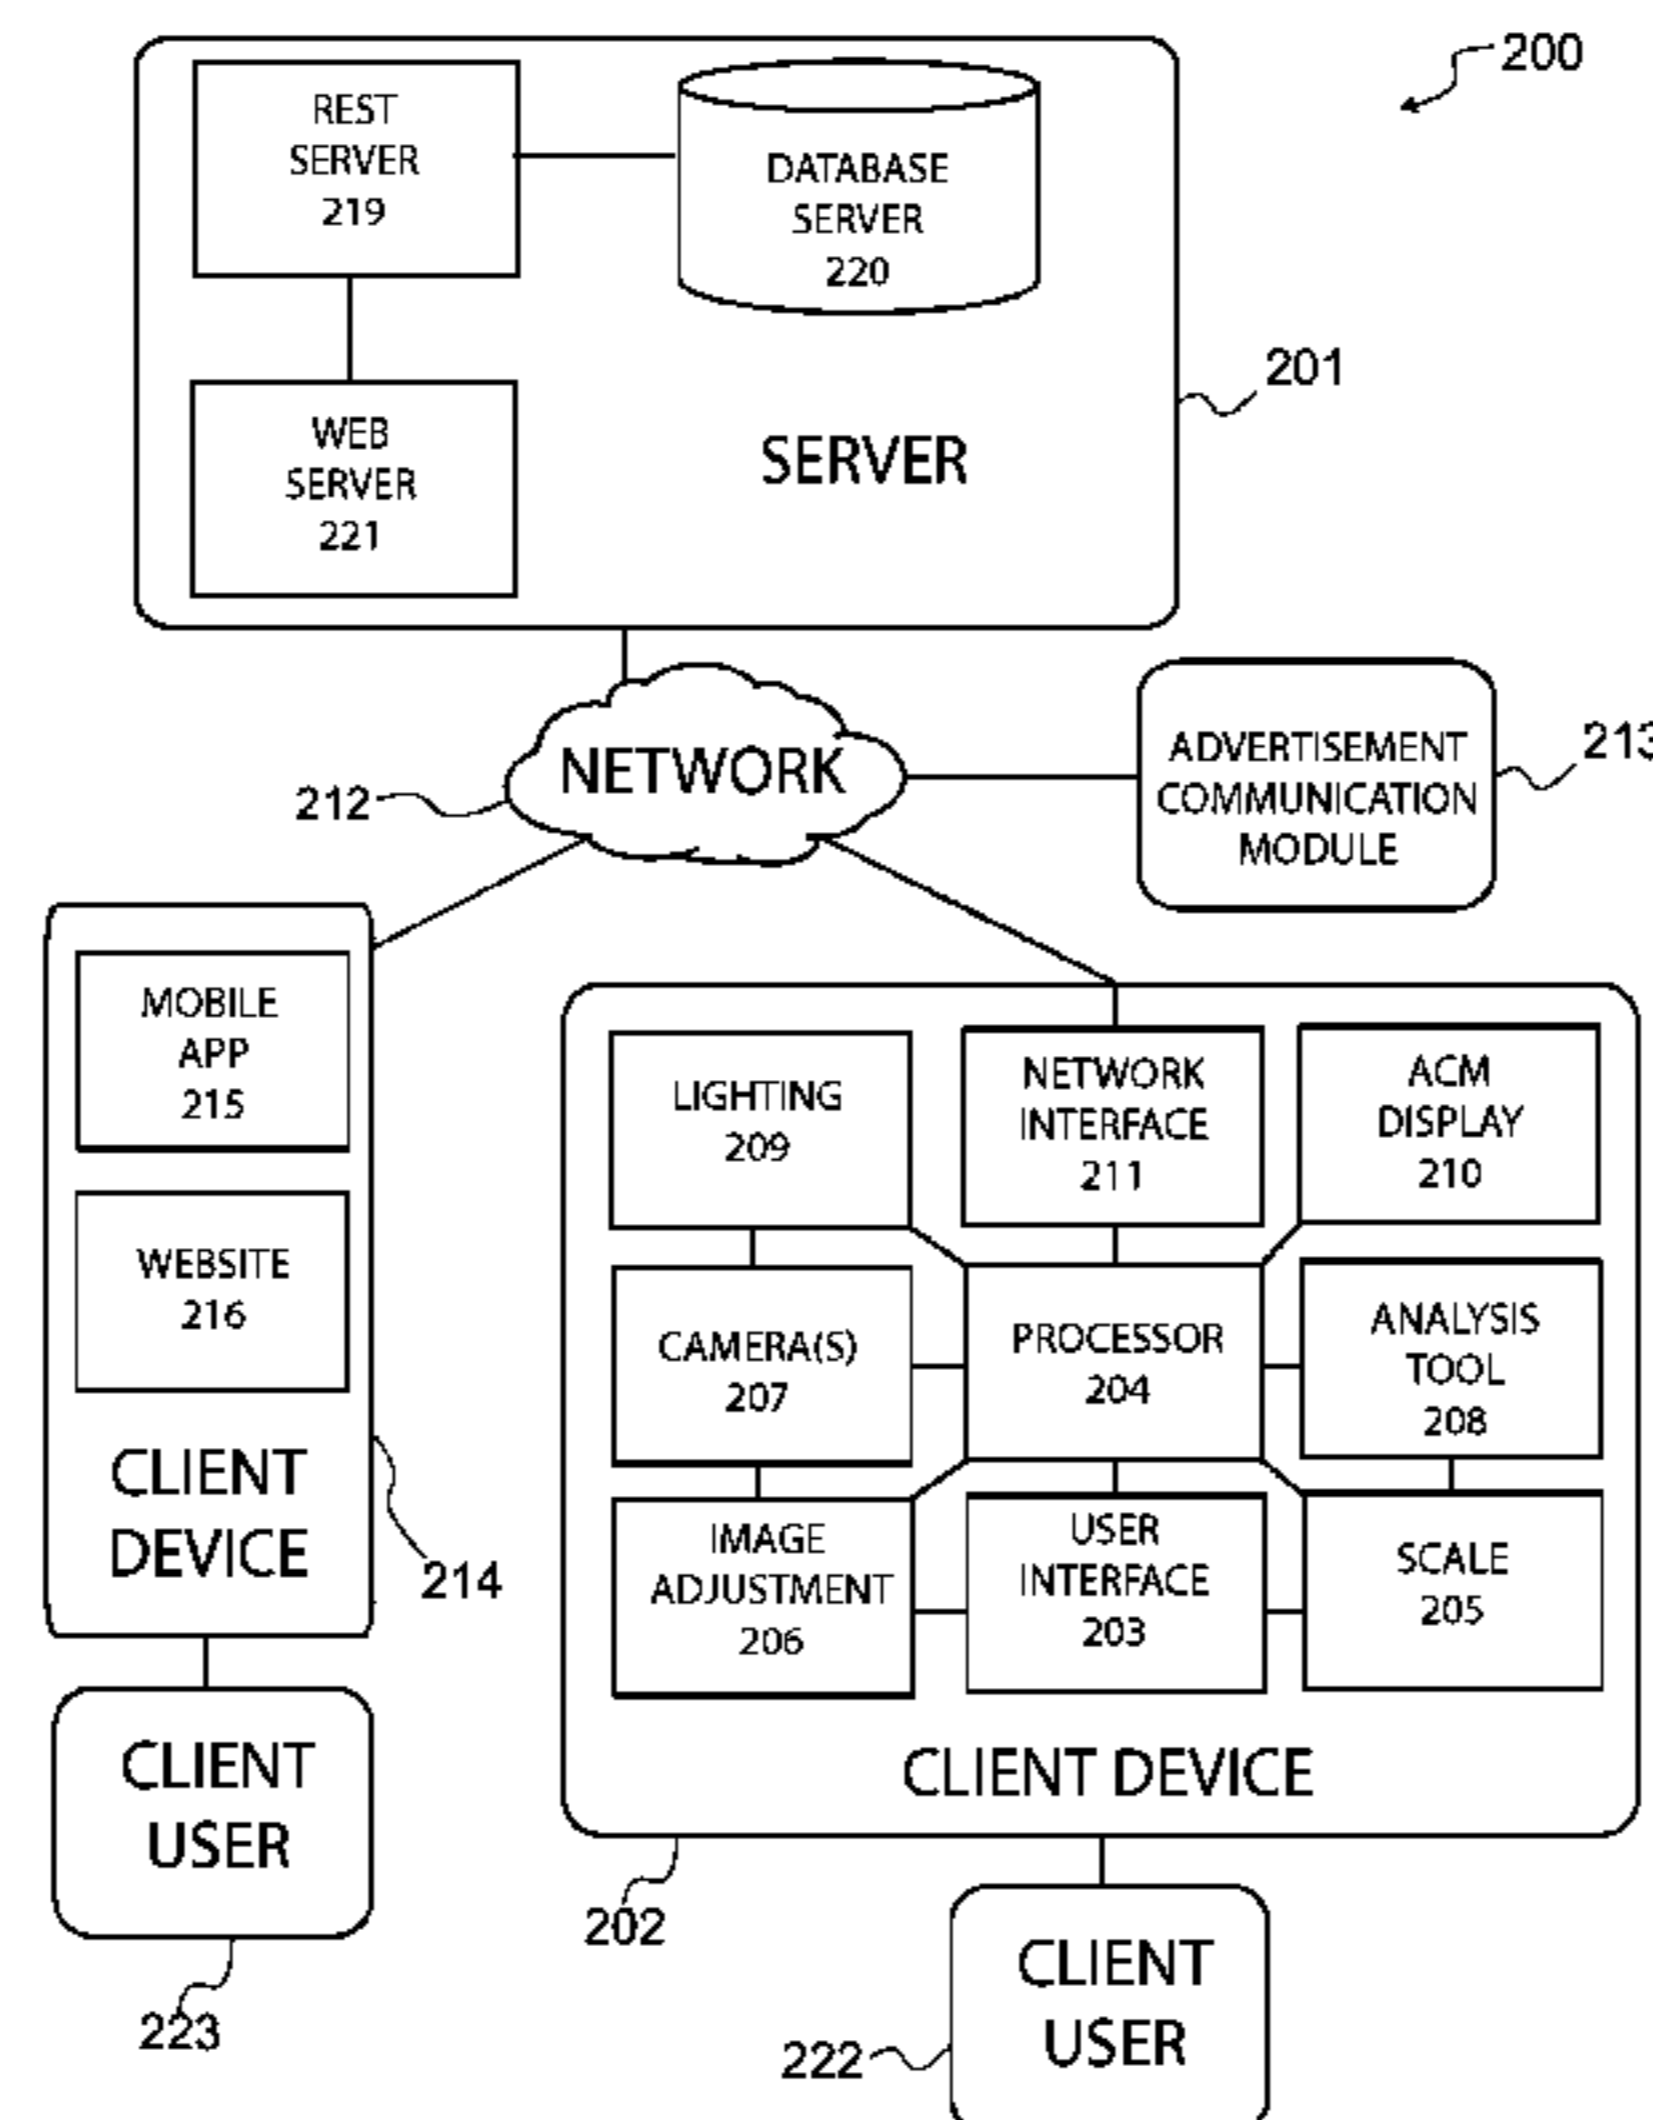 200
REST
SERVER
219
DATABASE
SERVER
220
201
WEB
SERVER
221
SERVER
NETWORK
212
ADVERTISEMENT
COMMUNICATION
MODULE
213
MOBILE
APP
215
WEBSITE
216
CLIENT
DEVICE
214
CLIENT
USER
223
LIGHTING
209
NETWORK
INTERFACE
211
ACM
DISPLAY
210
CAMERA(S)
207
PROCESSOR
204
ANALYSIS
TOOL
208
IMAGE
ADJUSTMENT
206
USER
INTERFACE
203
SCALE
205
CLIENT DEVICE
202
CLIENT
USER
222